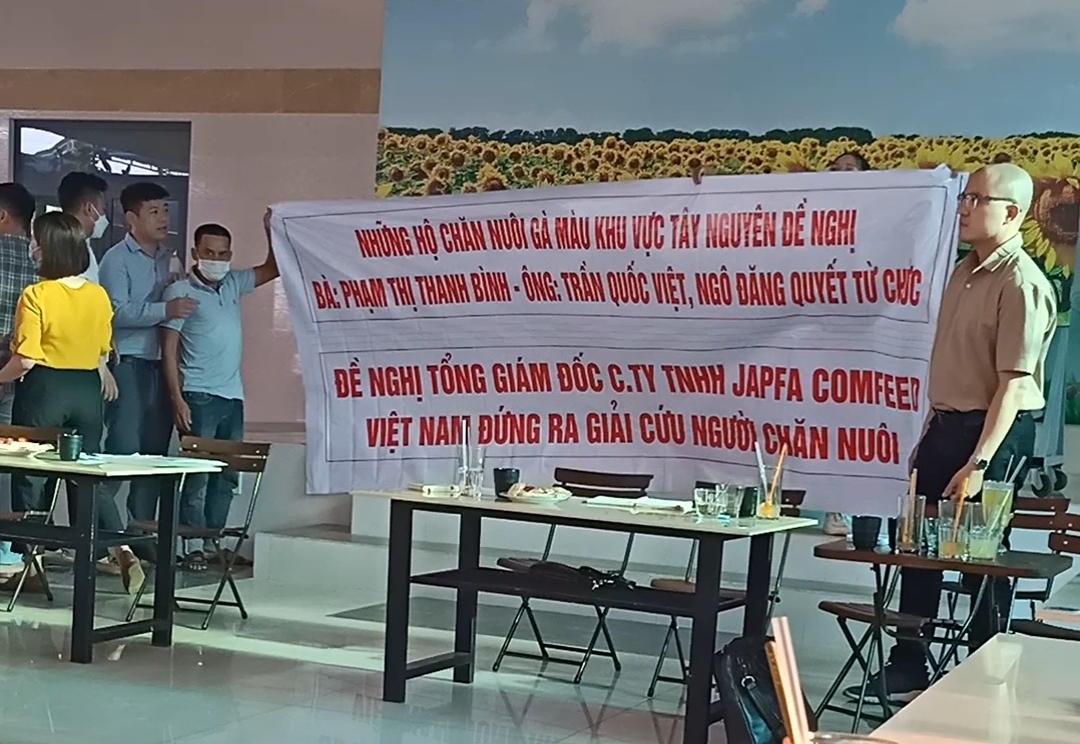 NHỮNG HỘ CHĂN NUÔI GÀ MÀU KHU VỰC TÂY NGUYÊN ĐỀ NGHỊ
BÀ: PHẠM THỊ THANH BÌNH - ÔNG: TRẦN QUỐC VIỆT, NGÔ ĐĂNG QUYẾT TỪ CHỨC
ĐỀ NGHỊ TỔNG GIÁM ĐỐC C.TY TNHH JAPFA COMFEED
VIỆT NAM ĐỨNG RA GIẢI CỨU NGƯỜI CHĂN NUÔI